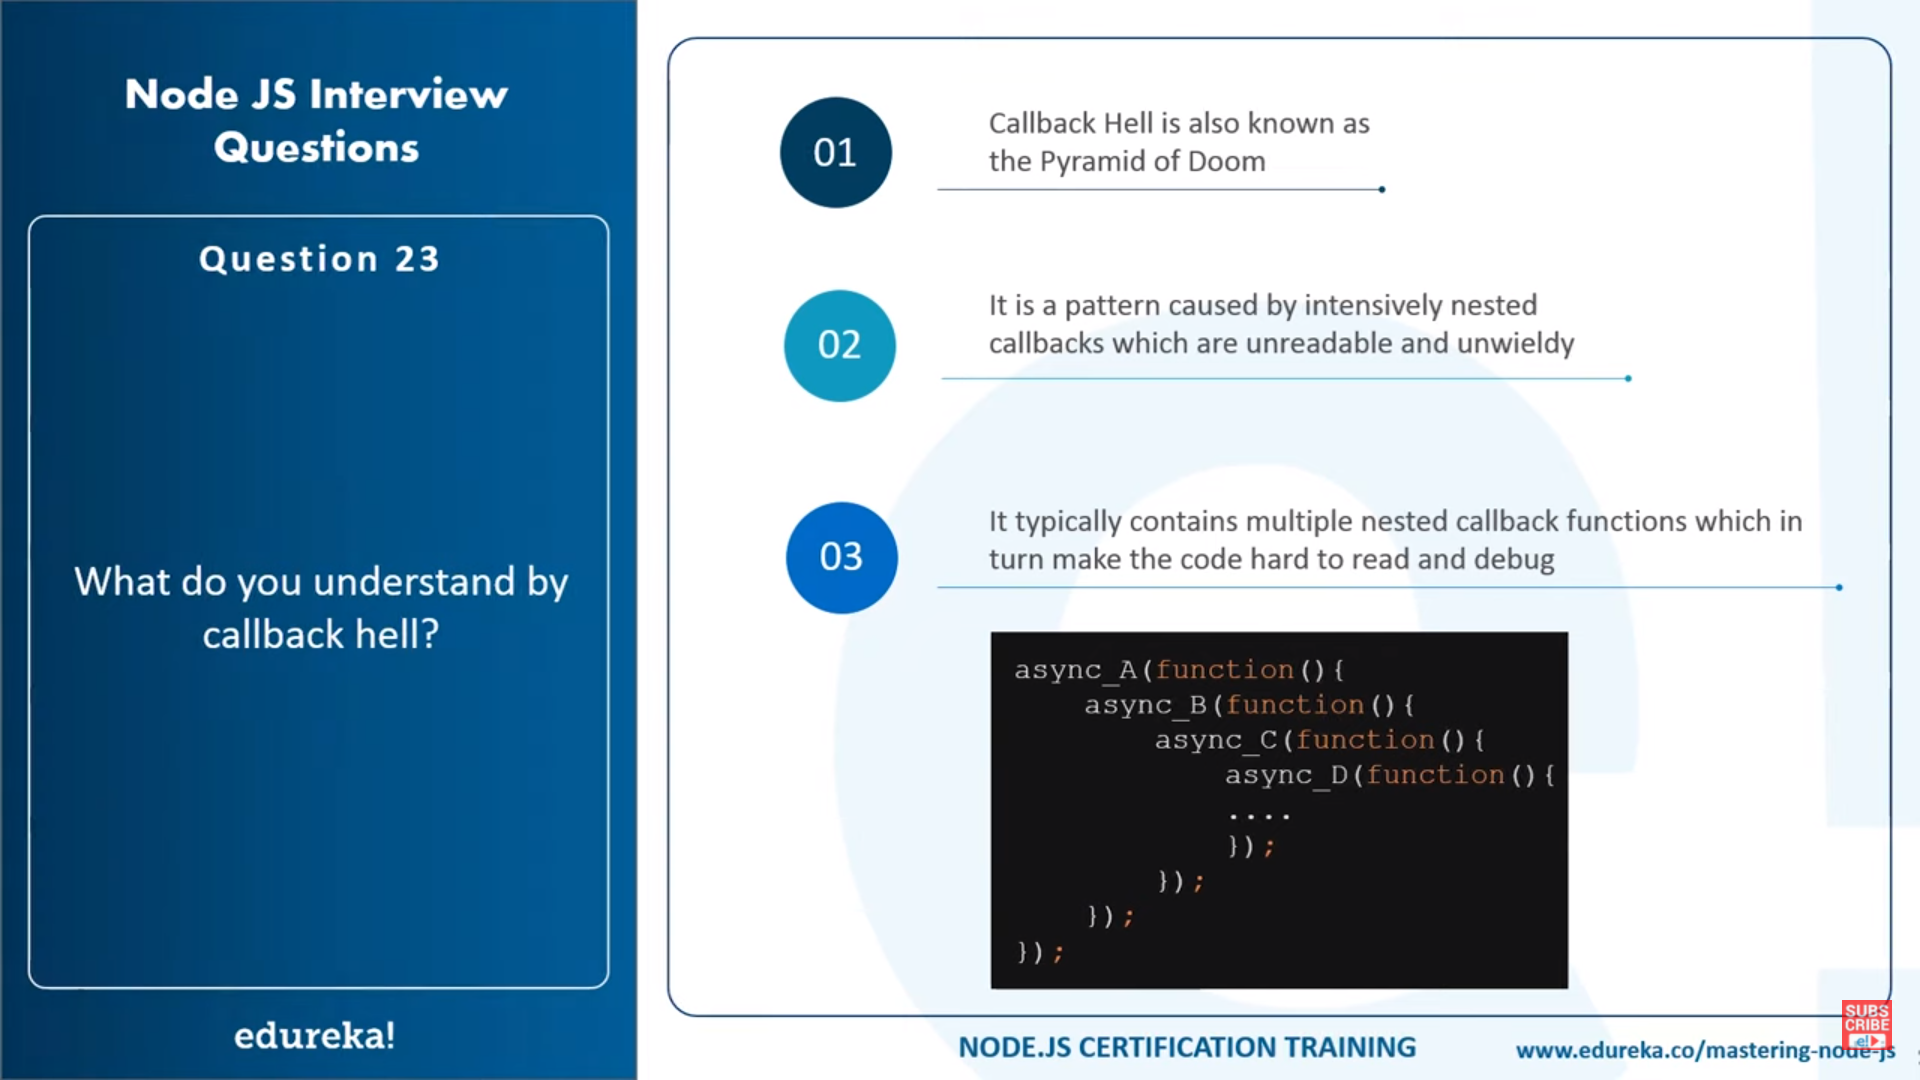 Node JS Interview
Questions
Question 23
What do you understand by
callback hell?
edureka!
01
Callback Hell is also known as
the Pyramid of Doom
02
It is a pattern caused by intensively nested
callbacks which are unreadable and unwieldy
03
It typically contains multiple nested callback functions which in
turn make the code hard to read and debug
async_A(function(){
    async_B(function(){
        async_C(function(){
            async_D(function(){
            ....
            });
        });
    });
});
NODE.JS CERTIFICATION TRAINING
www.edureka.co/mastering-node-js
SUBS
CRIBE
e!